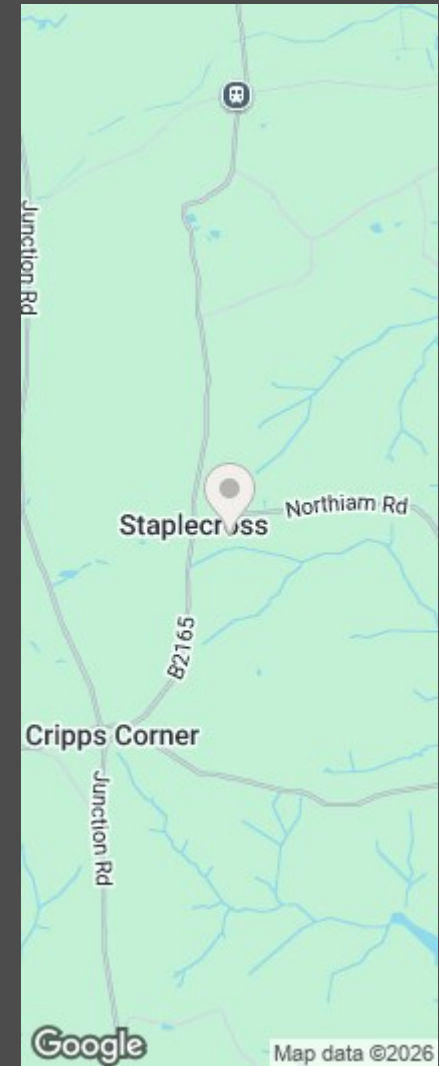 Junction Rd
Northiam Rd
Staplecross
B2165
Cripps Corner
Junction Rd
Google
Map data ©2026